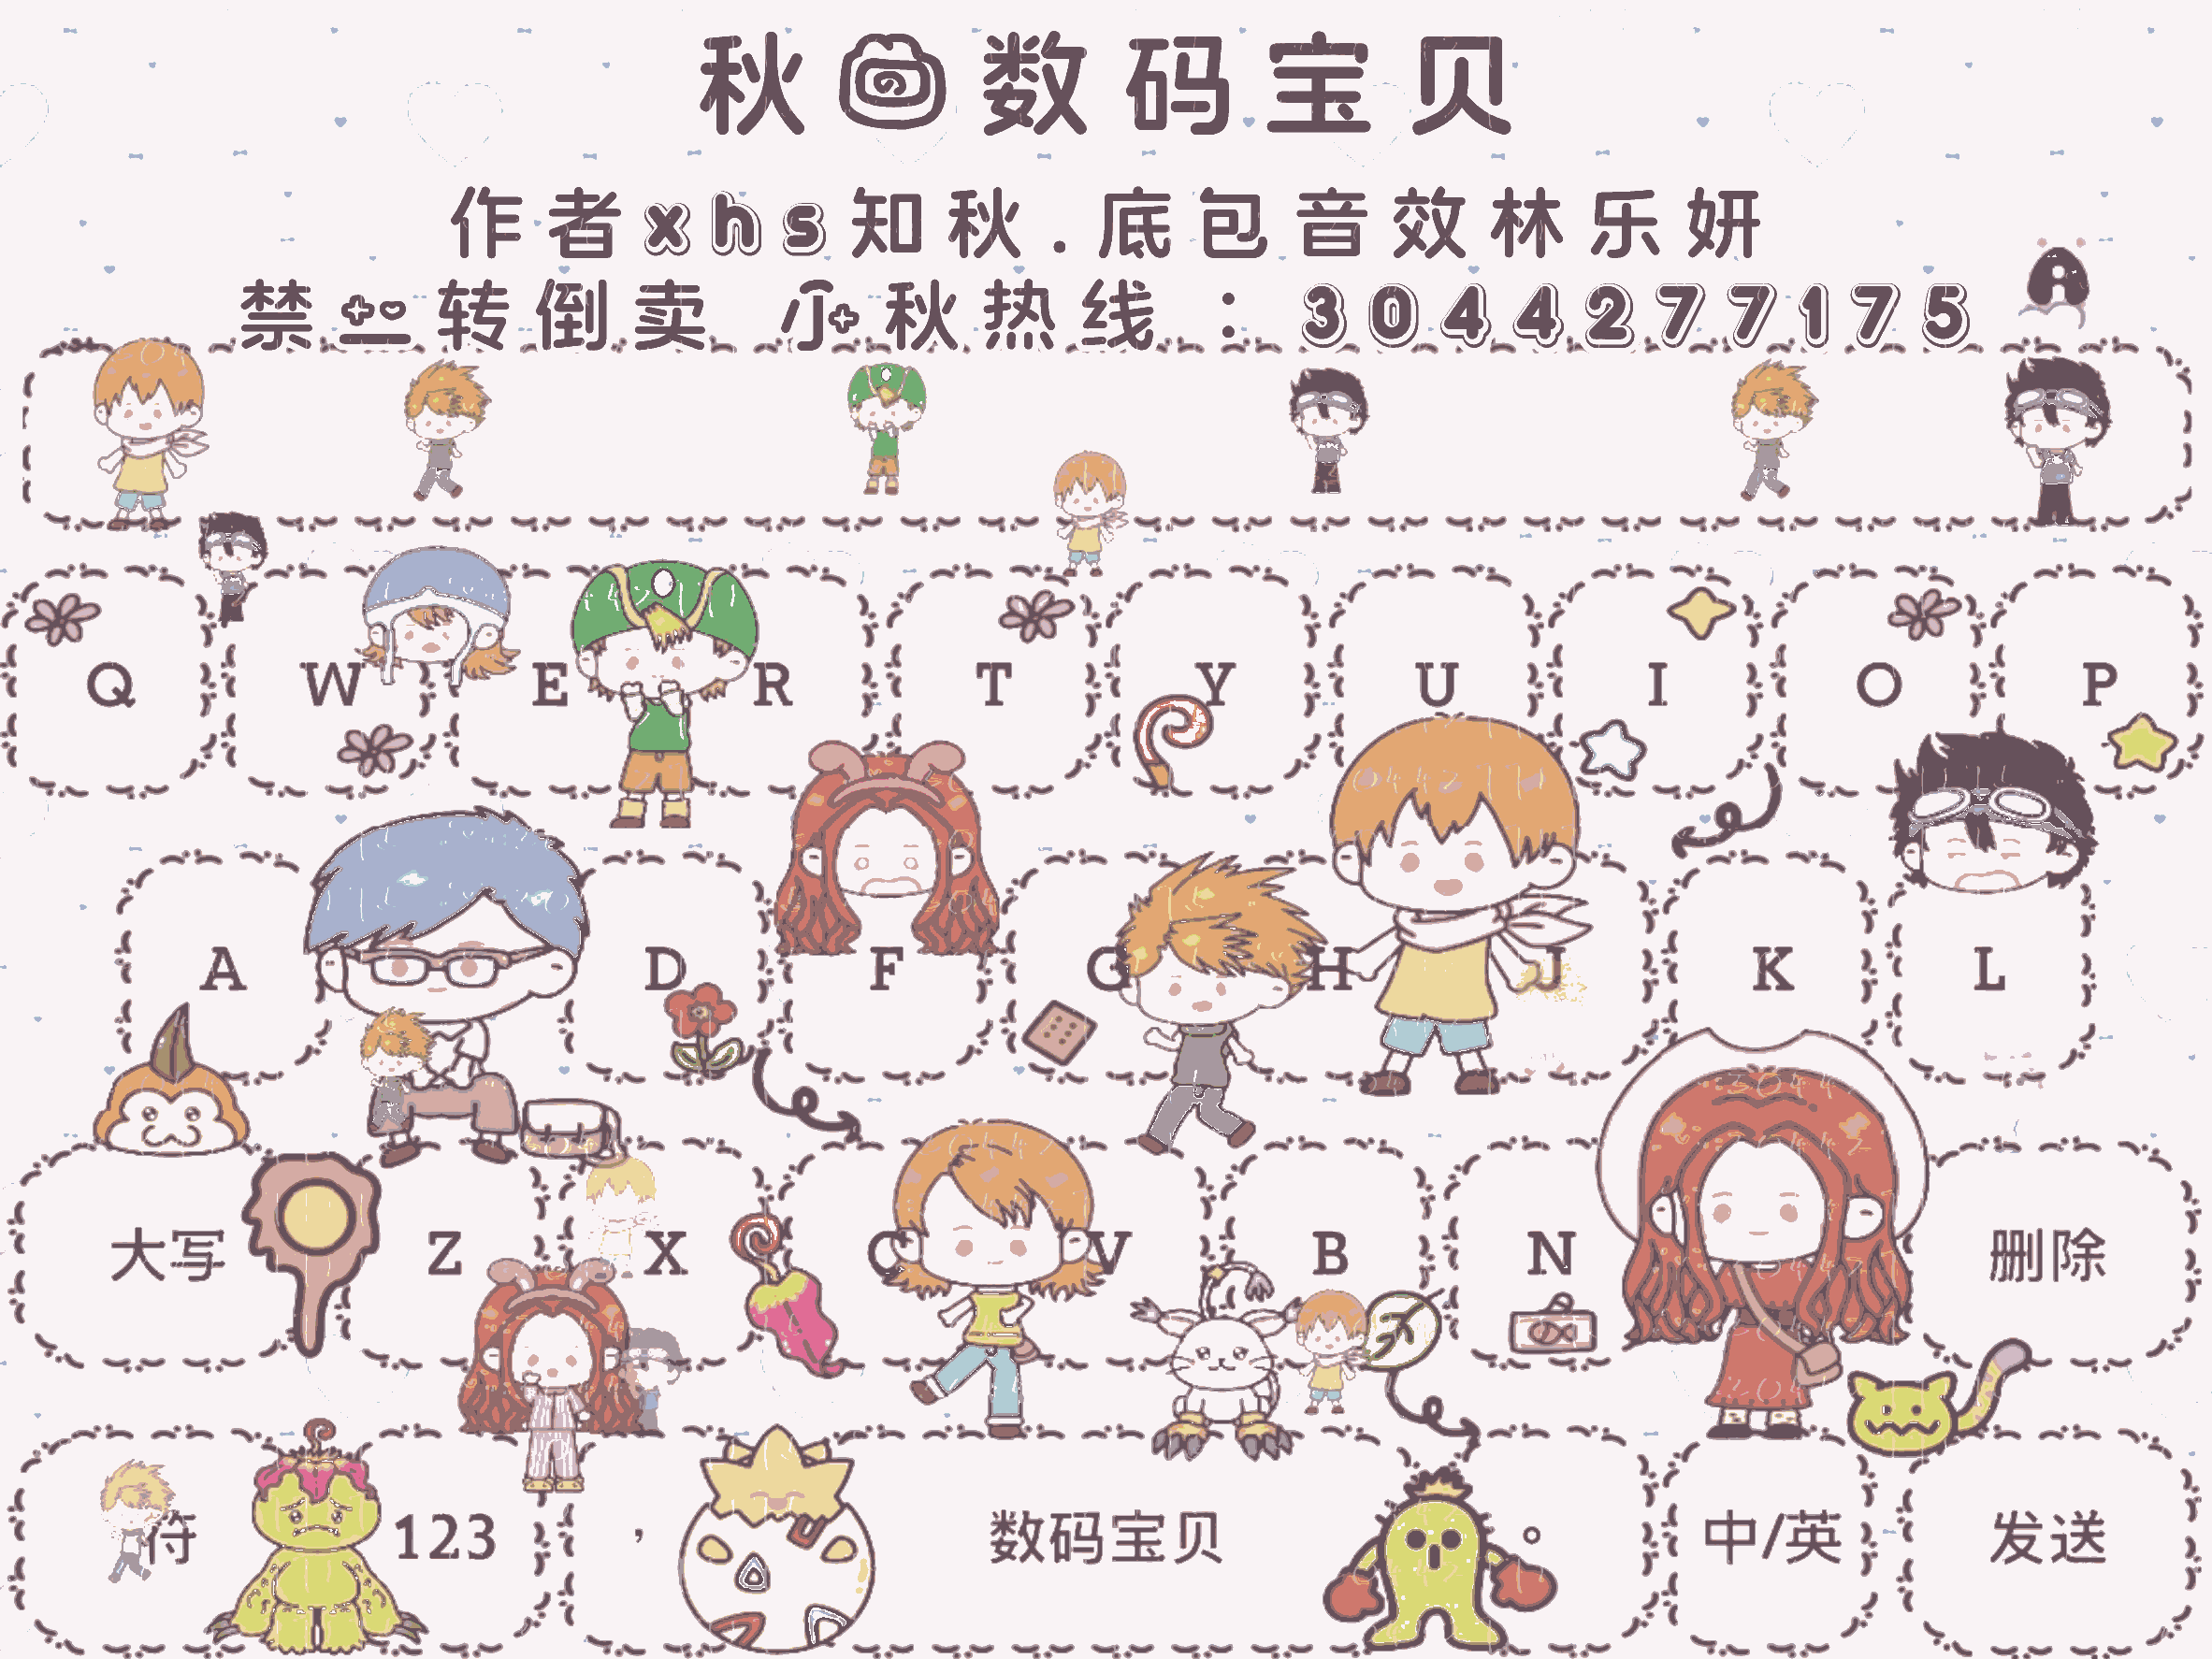 秋の数码宝贝
作者xhs知秋.底包音效林乐妍
禁二转倒卖 小秋热线：3044277175
Q W E R T Y U I O P
A D F G H J K L
大写 Z X C V B N 删除
符 123 ， 数码宝贝 。 中/英 发送